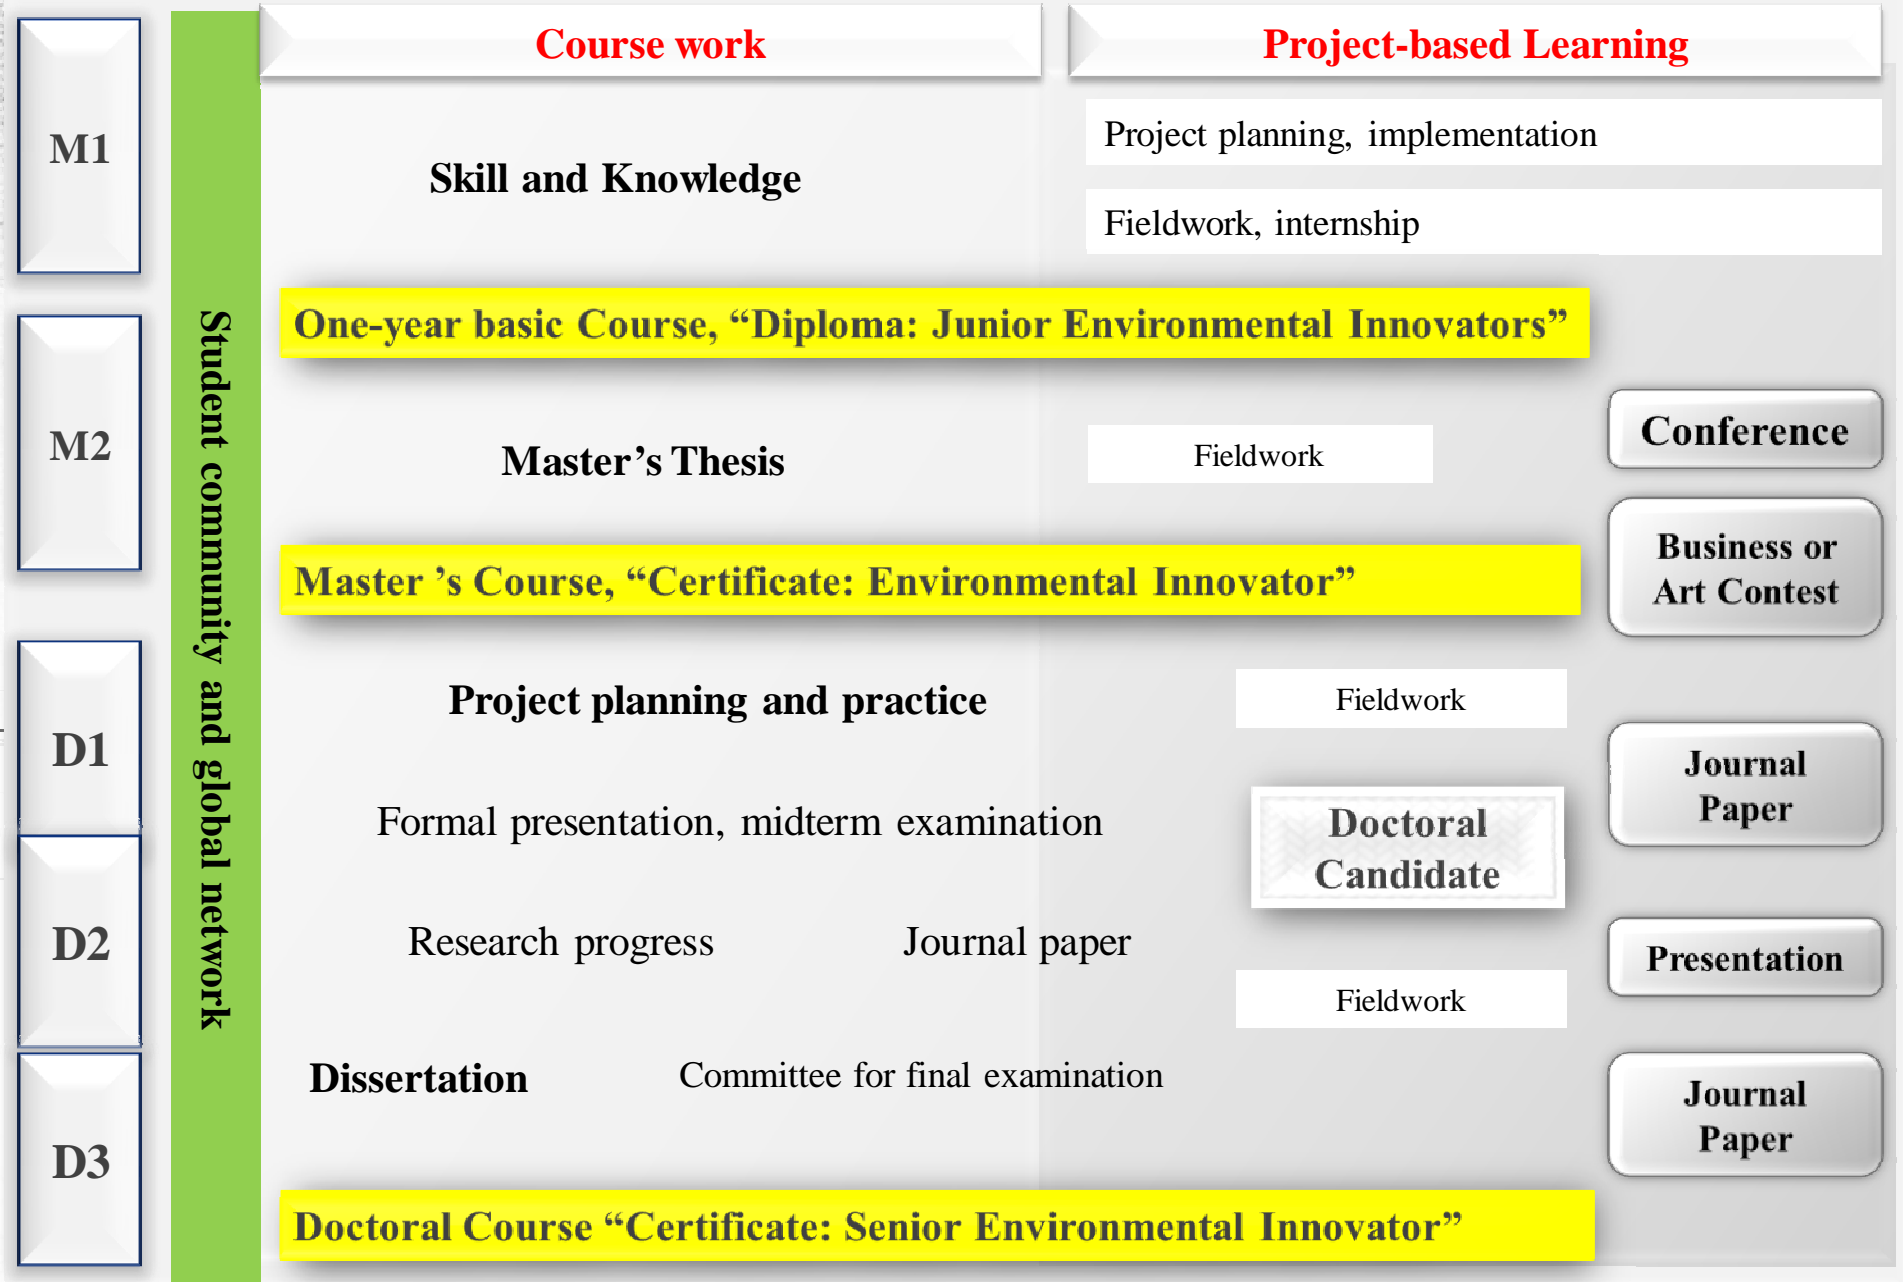 Course work
Project-based Learning
M1
Skill and Knowledge
Project planning, implementation
Fieldwork, internship
One-year basic Course, “Diploma: Junior Environmental Innovators”
Student community and global network
M2
Master’s Thesis
Fieldwork
Conference
Business or
Art Contest
Master ’s Course, “Certificate: Environmental Innovator”
D1
Project planning and practice
Fieldwork
Journal
Paper
Formal presentation, midterm examination
Doctoral
Candidate
D2
Research progress
Journal paper
Presentation
Fieldwork
Dissertation
Committee for final examination
Journal
Paper
D3
Doctoral Course “Certificate: Senior Environmental Innovator”